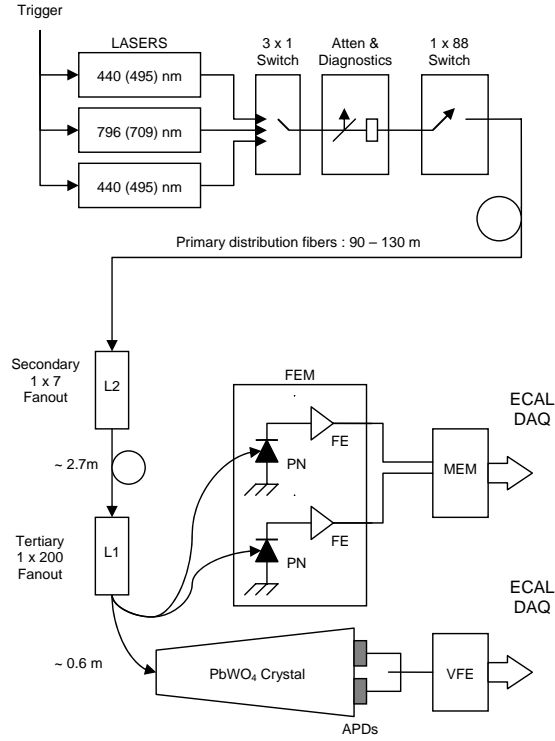 Trigger
LASERS
440 (495) nm
796 (709) nm
440 (495) nm
3 x 1
Switch
Atten &
Diagnostics
1 x 88
Switch
Primary distribution fibers : 90 – 130 m
Secondary
1 x 7
Fanout
L2
~ 2.7m
Tertiary
1 x 200
Fanout
L1
FEM
FE
PN
FE
PN
MEM
ECAL
DAQ
~ 0.6 m
PbWO₄ Crystal
APDs
VFE
ECAL
DAQ